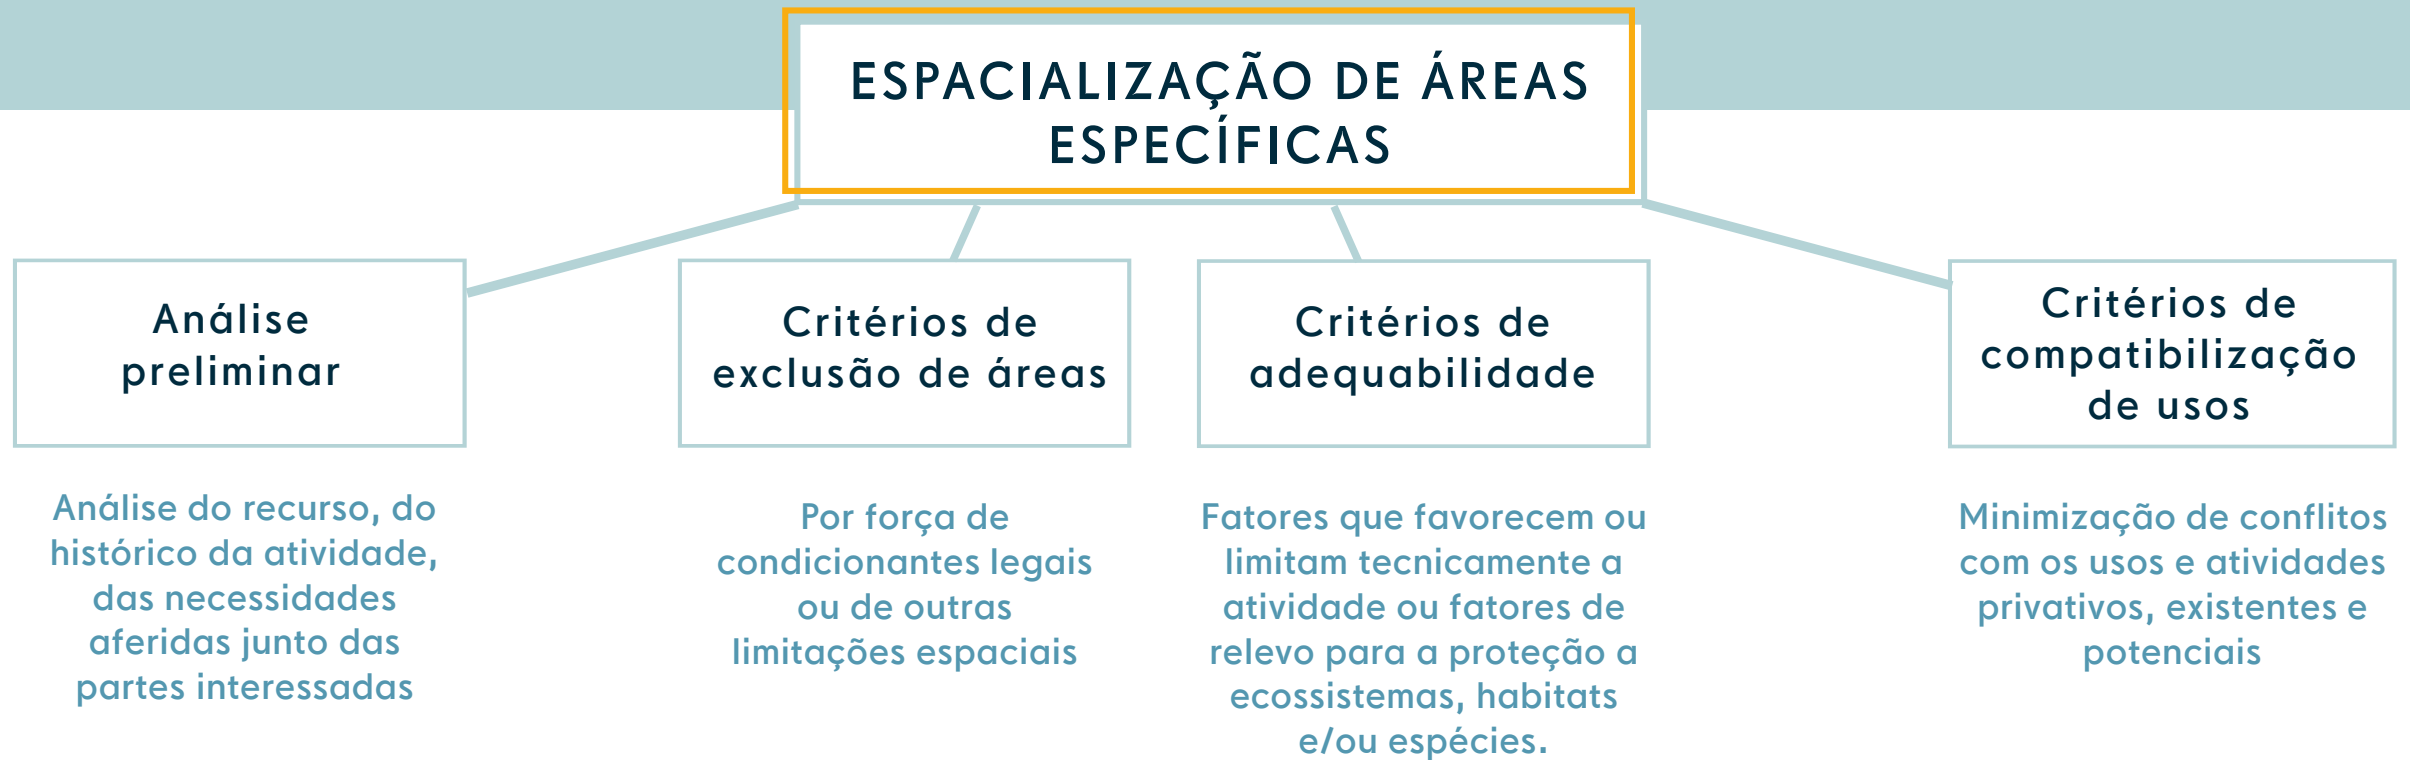 ESPACIALIZAÇÃO DE ÁREAS
ESPECÍFICAS
Análise
preliminar
Análise do recurso, do
histórico da atividade,
das necessidades
aferidas junto das
partes interessadas
Critérios de
exclusão de áreas
Por força de
condicionantes legais
ou de outras
limitações espaciais
Critérios de
adequabilidade
Fatores que favorecem ou
limitam tecnicamente a
atividade ou fatores de
relevo para a proteção a
ecossistemas, habitats
e/ou espécies.
Critérios de
compatibilização
de usos
Minimização de conflitos
com os usos e atividades
privativos, existentes e
potenciais